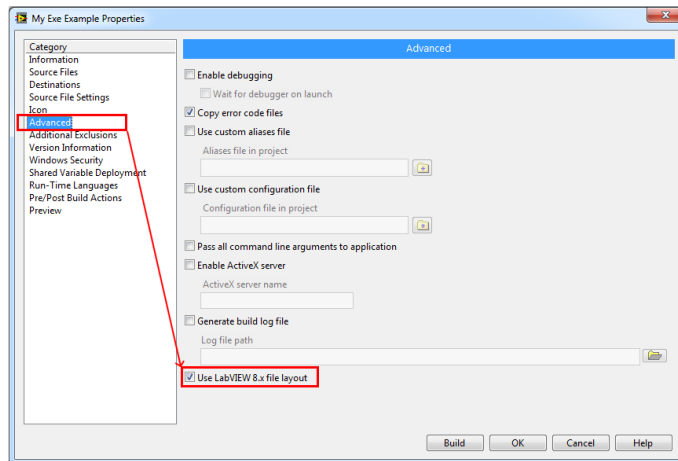 My Exe Example Properties
Category
Information
Source Files
Destinations
Source File Settings
Icon
Advanced
Additional Exclusions
Version Information
Windows Security
Shared Variable Deployment
Run-Time Languages
Pre/Post Build Actions
Preview
Advanced
Enable debugging
Wait for debugger on launch
Copy error code files
Use custom aliases file
Aliases file in project
Use custom configuration file
Configuration file in project
Pass all command line arguments to application
Enable ActiveX server
ActiveX server name
Generate build log file
Log file path
Use LabVIEW 8.x file layout
Build OK Cancel Help